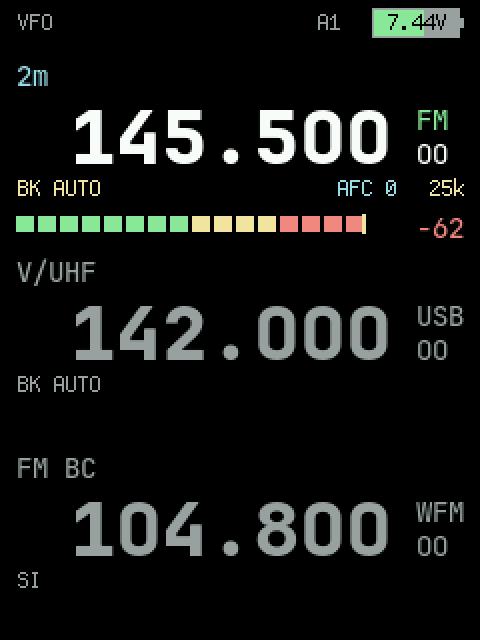 VFO A1 7.44V
2m
145.500 FM
00
BK AUTO AFC 0 25k
-62
V/UHF
142.000 USB
00
BK AUTO
FM BC
104.800 WFM
00
SI